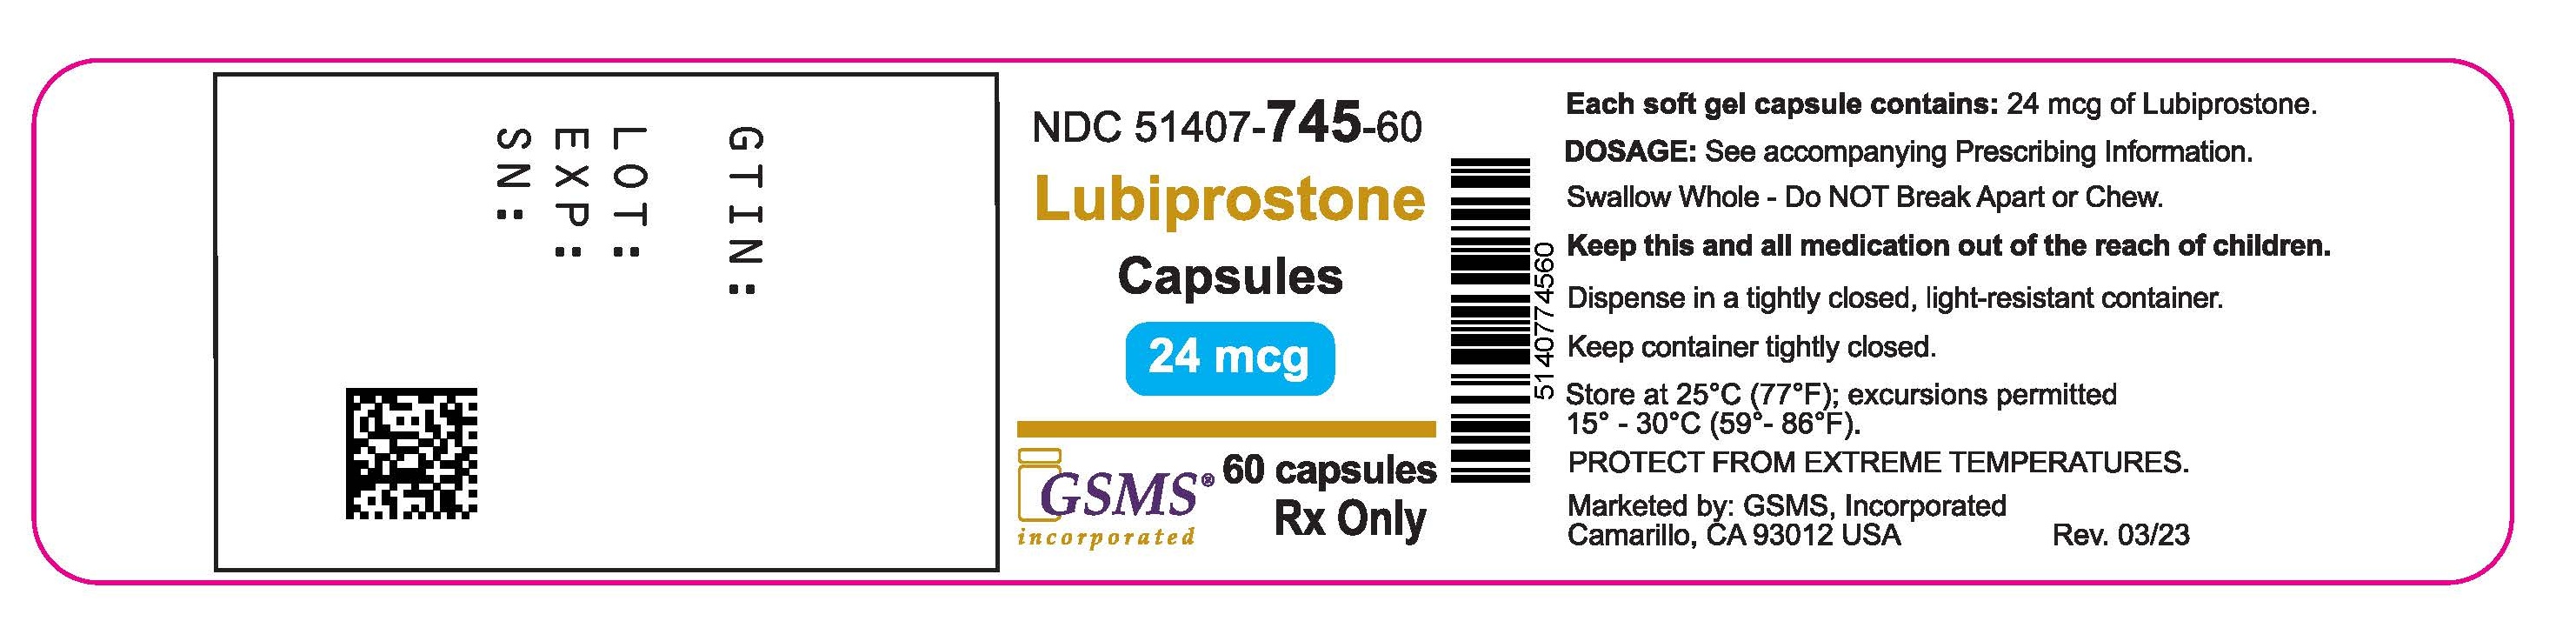 GTIN:
LOT:
EXP:
SN:
NDC 51407-745-60
Lubiprostone
Capsules
24 mcg
GSMS®
incorporated
60 capsules
Rx Only
51407774560
Each soft gel capsule contains: 24 mcg of Lubiprostone.
DOSAGE: See accompanying Prescribing Information.
Swallow Whole - Do NOT Break Apart or Chew.
Keep this and all medication out of the reach of children.
Dispense in a tightly closed, light-resistant container.
Keep container tightly closed.
Store at 25°C (77°F); excursions permitted
15° - 30°C (59°- 86°F).
PROTECT FROM EXTREME TEMPERATURES.
Marketed by: GSMS, Incorporated
Camarillo, CA 93012 USA Rev. 03/23